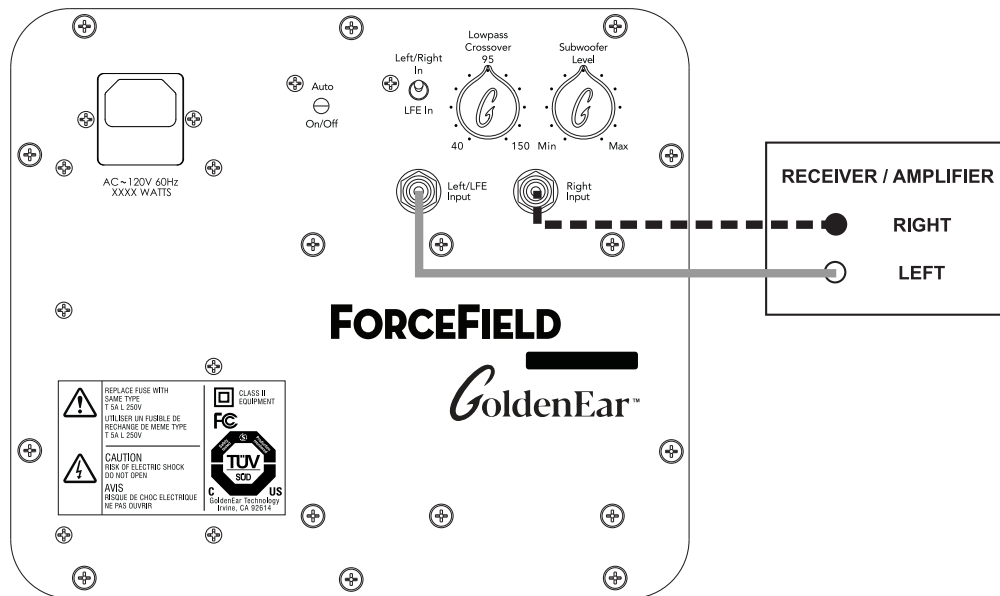 Lowpass
Crossover
95
Subwoofer
Level
Left/Right
In
LFE In
Auto
On/Off
40
150
Min
Max
AC~120V 60Hz
XXXX WATTS
Left/LFE
Input
Right
Input
RECEIVER / AMPLIFIER
RIGHT
LEFT
FORCEFIELD
GoldenEar™
REPLACE FUSE WITH
SAME TYPE
T 5A L 250V
UTILISER UN FUSIBLE DE
RECHANGE DE MEME TYPE
T 5A L 250V
CAUTION
RISK OF ELECTRIC SHOCK
DO NOT OPEN
AVIS
RISQUE DE CHOC ELECTRIQUE
NE PAS OUVRIR
CLASS II
EQUIPMENT
FC
TÜV
SÜD
C US
GoldenEar Technology
Irvine, CA 92614